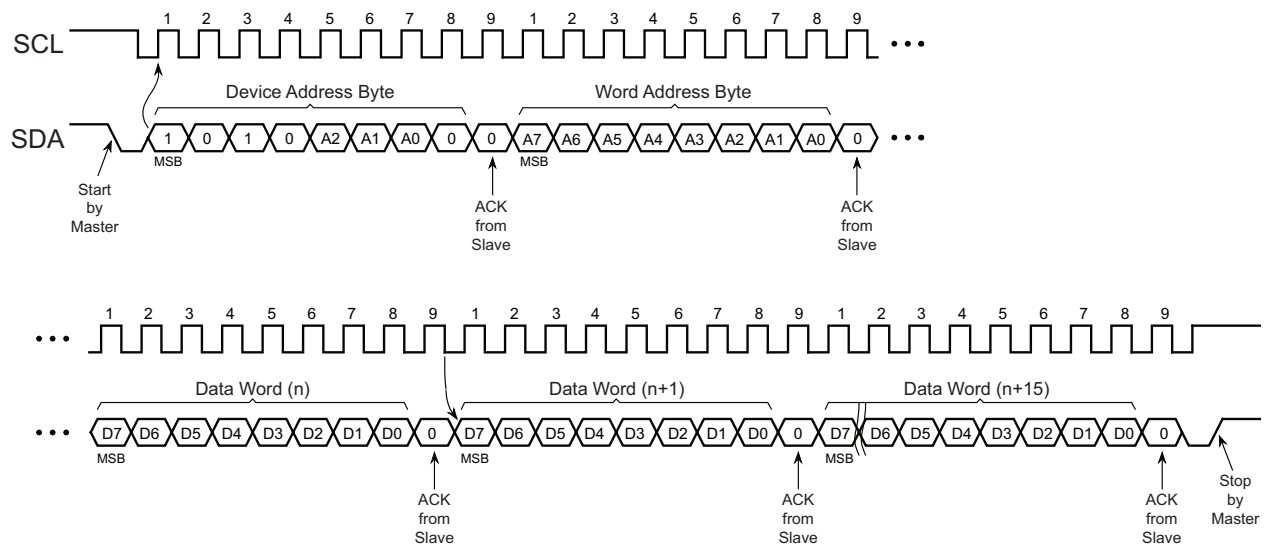 1 2 3 4 5 6 7 8 9 1 2 3 4 5 6 7 8 9
SCL
Device Address Byte Word Address Byte
SDA 1 0 1 0 A2 A1 A0 0 0 A7 A6 A5 A4 A3 A2 A1 A0 0
MSB MSB
Start
by
Master
ACK
from
Slave
ACK
from
Slave
1 2 3 4 5 6 7 8 9 1 2 3 4 5 6 7 8 9 1 2 3 4 5 6 7 8 9
Data Word (n) Data Word (n+1) Data Word (n+15)
D7 D6 D5 D4 D3 D2 D1 D0 0 D7 D6 D5 D4 D3 D2 D1 D0 0 D7 D6 D5 D4 D3 D2 D1 D0 0
MSB MSB MSB
ACK
from
Slave
ACK
from
Slave
ACK
from
Slave
Stop
by
Master